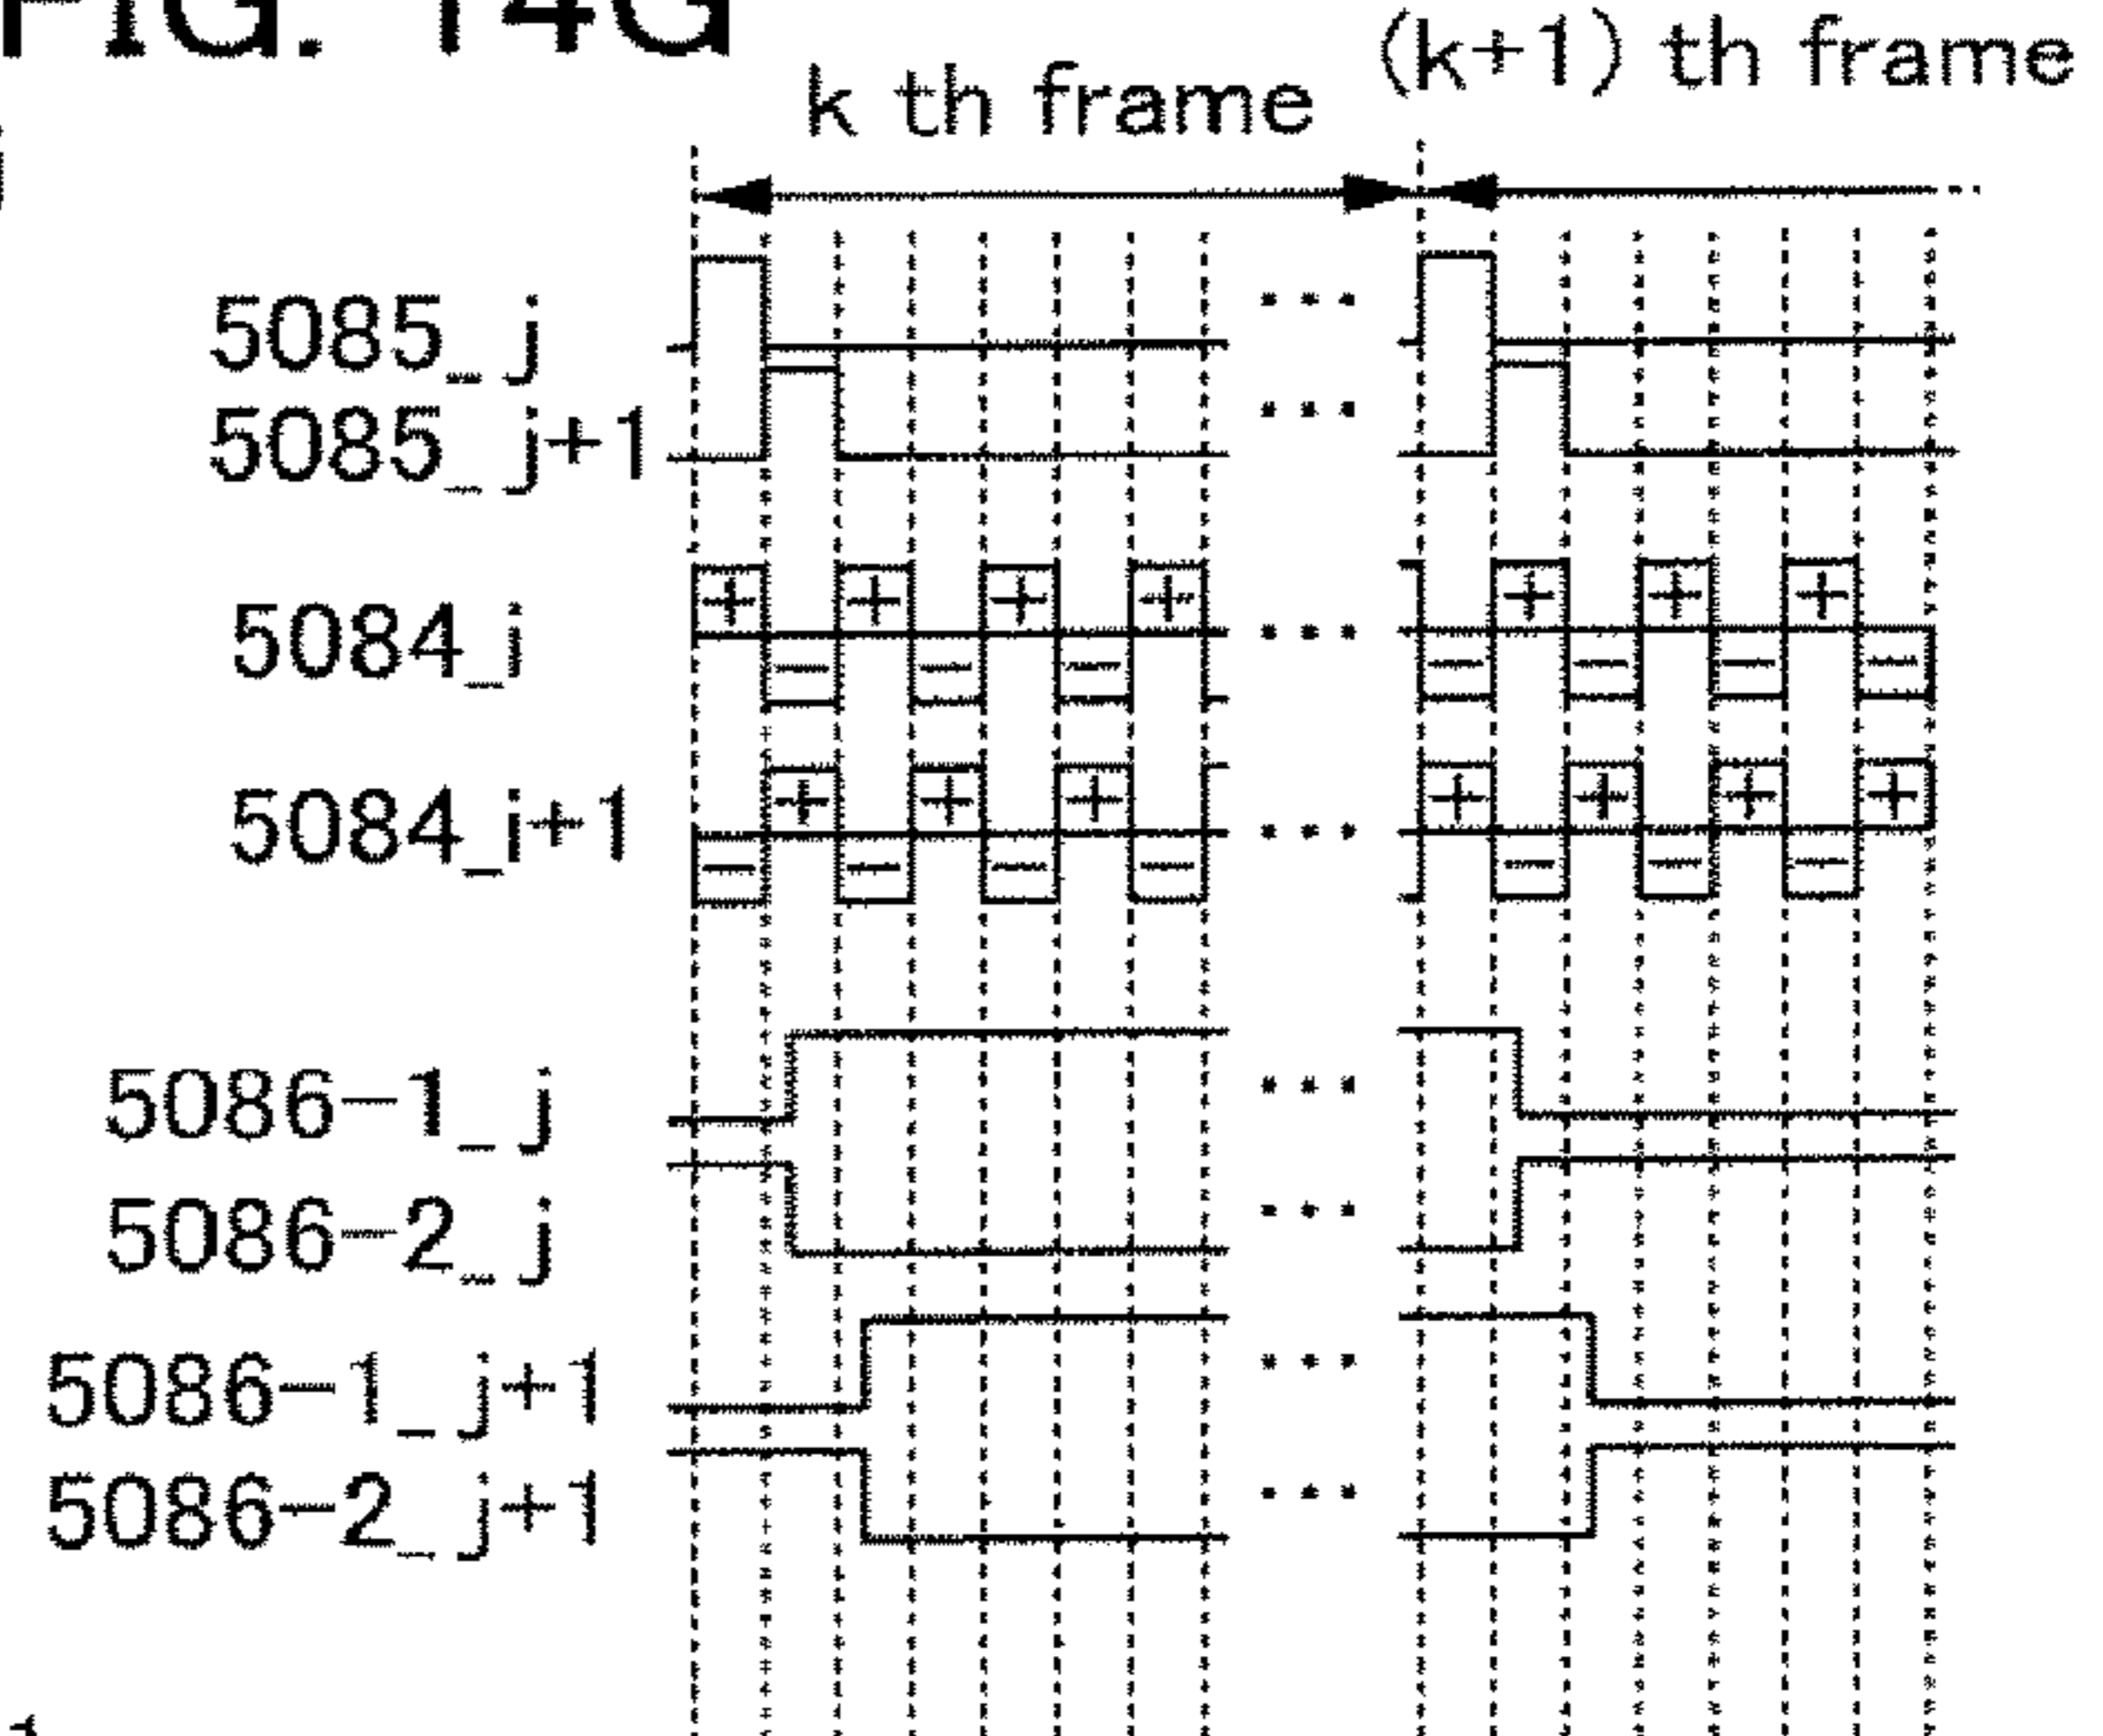 FIG. 14G
k th frame
(k+1) th frame
5085_j
5085_j+1
+ + + +
5084_i
− − −
+ + +
− − − −
+ + +
5084_i+1
− − − −
+ + + +
− − −
5086-1_j
5086-2_j
5086-1_j+1
5086-2_j+1